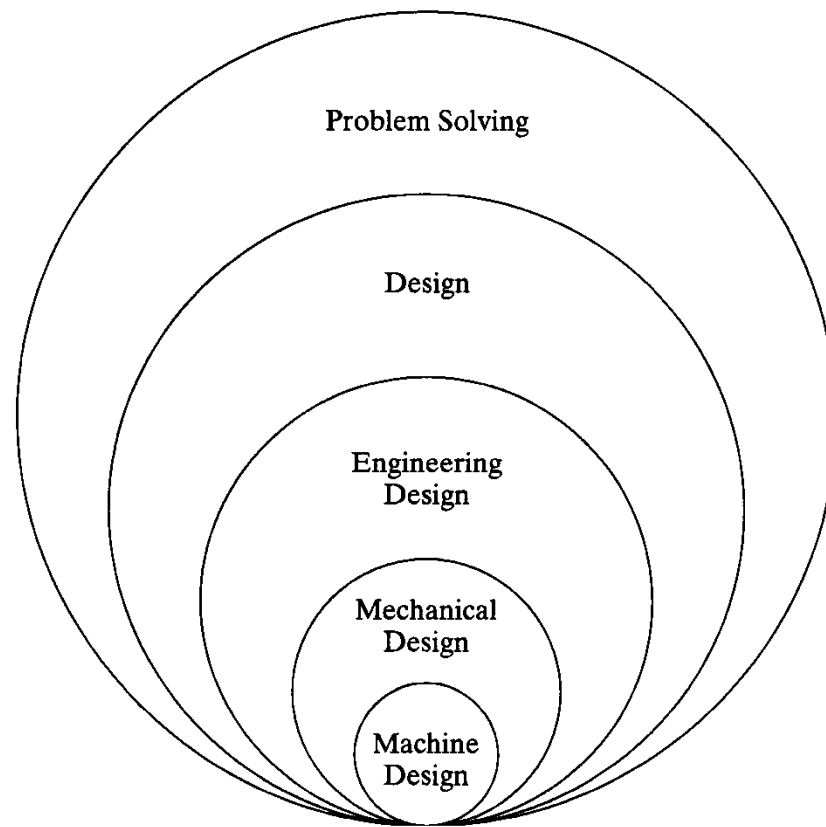 Problem Solving
Design
Engineering
Design
Mechanical
Design
Machine
Design